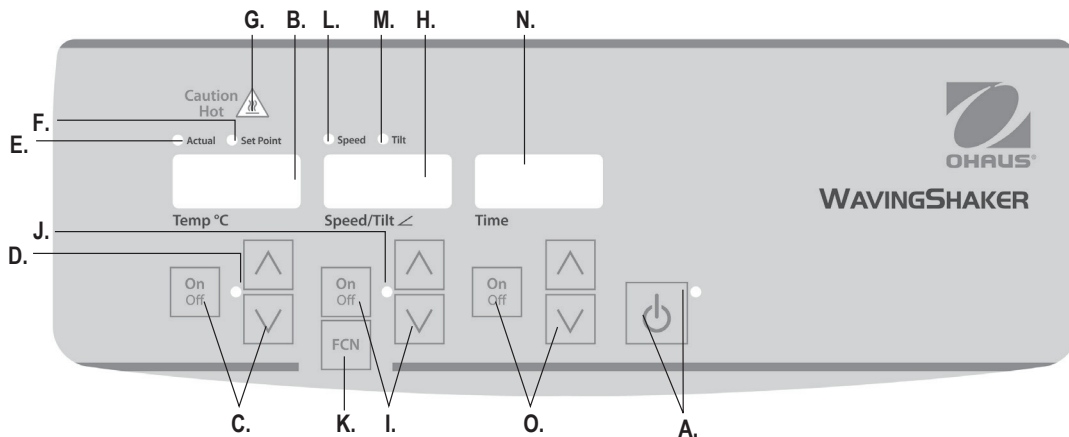 G. B. L. M. H. N.
Caution
Hot
F.
E.
Actual Set Point Speed Tilt
OHAUS®
WAVINGSHAKER
Temp °C Speed/Tilt ∠ Time
J.
D.
On
Off
On
Off
On
Off
FCN
C. K. I. O. A.